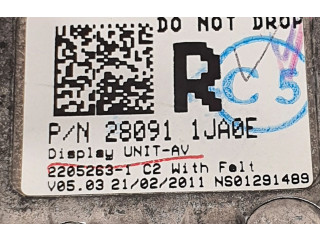 DO NOT DROP
R
C5
P/N 28091 1JA0E
Display UNIT-AV
2205263-1 C2 With Felt
V05.03 21/02/2011 NS01291489